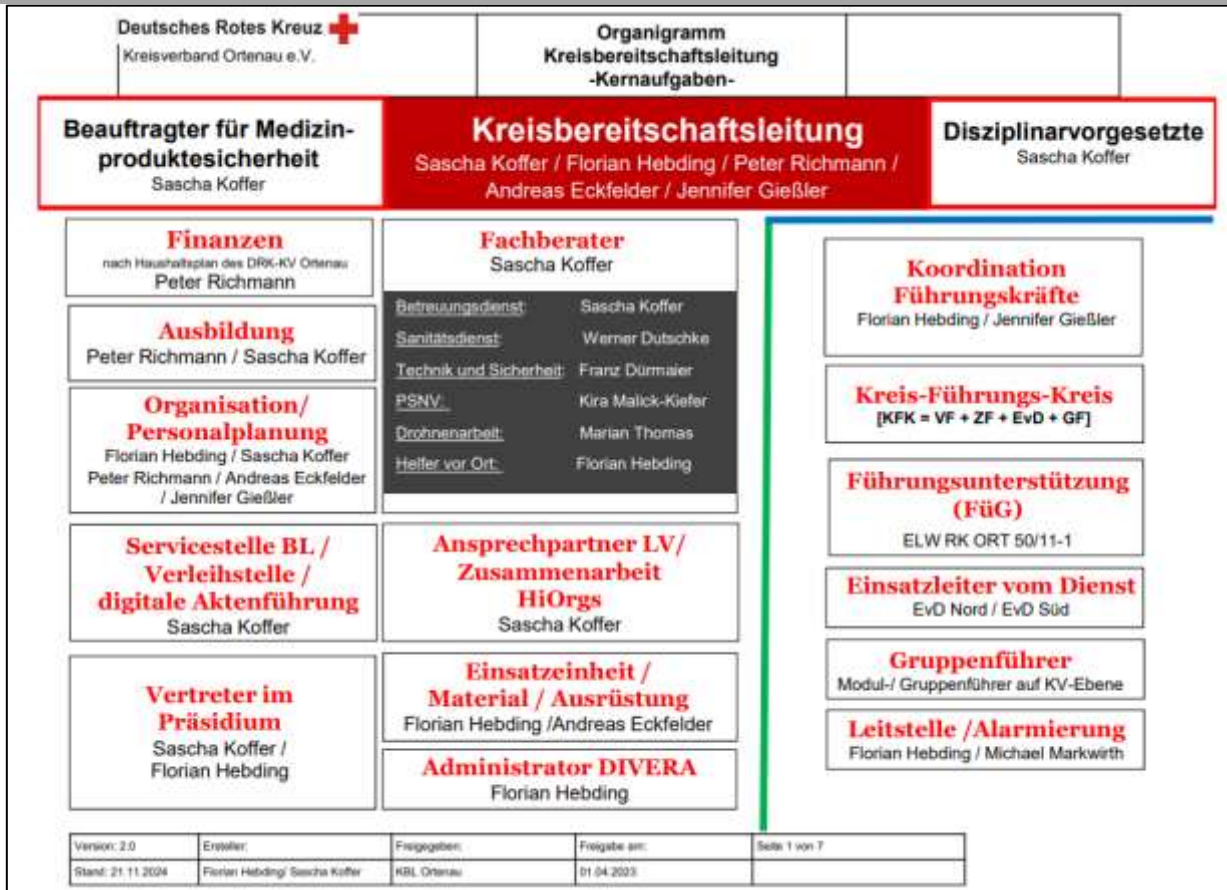 Deutsches Rotes Kreuz
Kreisverband Ortenau e.V.
Organigramm
Kreisbereitschaftsleitung
-Kernaufgaben-
Beauftragter für Medizin-
produktesicherheit
Sascha Koffer
Kreisbereitschaftsleitung
Sascha Koffer / Florian Hebding / Peter Richmann /
Andreas Eckfelder / Jennifer Gießler
Disziplinarvorgesetzte
Sascha Koffer
Finanzen
nach Haushaltsplan des DRK-KV Ortenau
Peter Richmann
Ausbildung
Peter Richmann / Sascha Koffer
Organisation/
Personalplanung
Florian Hebding / Sascha Koffer
Peter Richmann / Andreas Eckfelder
/ Jennifer Gießler
Servicestelle BL /
Verleihstelle /
digitale Aktenführung
Sascha Koffer
Vertreter im
Präsidium
Sascha Koffer /
Florian Hebding
Fachberater
Sascha Koffer
Betreuungsdienst: Sascha Koffer
Sanitätsdienst: Werner Dutschke
Technik und Sicherheit: Franz Dürmaier
PSNV: Kira Malick-Kiefer
Drohnenarbeit: Marian Thomas
Helfer vor Ort: Florian Hebding
Ansprechpartner LV/
Zusammenarbeit
HiOrgs
Sascha Koffer
Einsatzeinheit /
Material / Ausrüstung
Florian Hebding /Andreas Eckfelder
Administrator DIVERA
Florian Hebding
Koordination
Führungskräfte
Florian Hebding / Jennifer Gießler
Kreis-Führungs-Kreis
[KFK = VF + ZF + EvD + GF]
Führungsunterstützung
(FüG)
ELW RK ORT 50/11-1
Einsatzleiter vom Dienst
EvD Nord / EvD Süd
Gruppenführer
Modul-/ Gruppenführer auf KV-Ebene
Leitstelle /Alarmierung
Florian Hebding / Michael Markwirth
Version: 2.0 Ersteller: Freigegeben: Freigabe am: Seite 1 von 7
Stand: 21.11.2024 Florian Hebding/ Sascha Koffer KBL Ortenau 01.04.2023